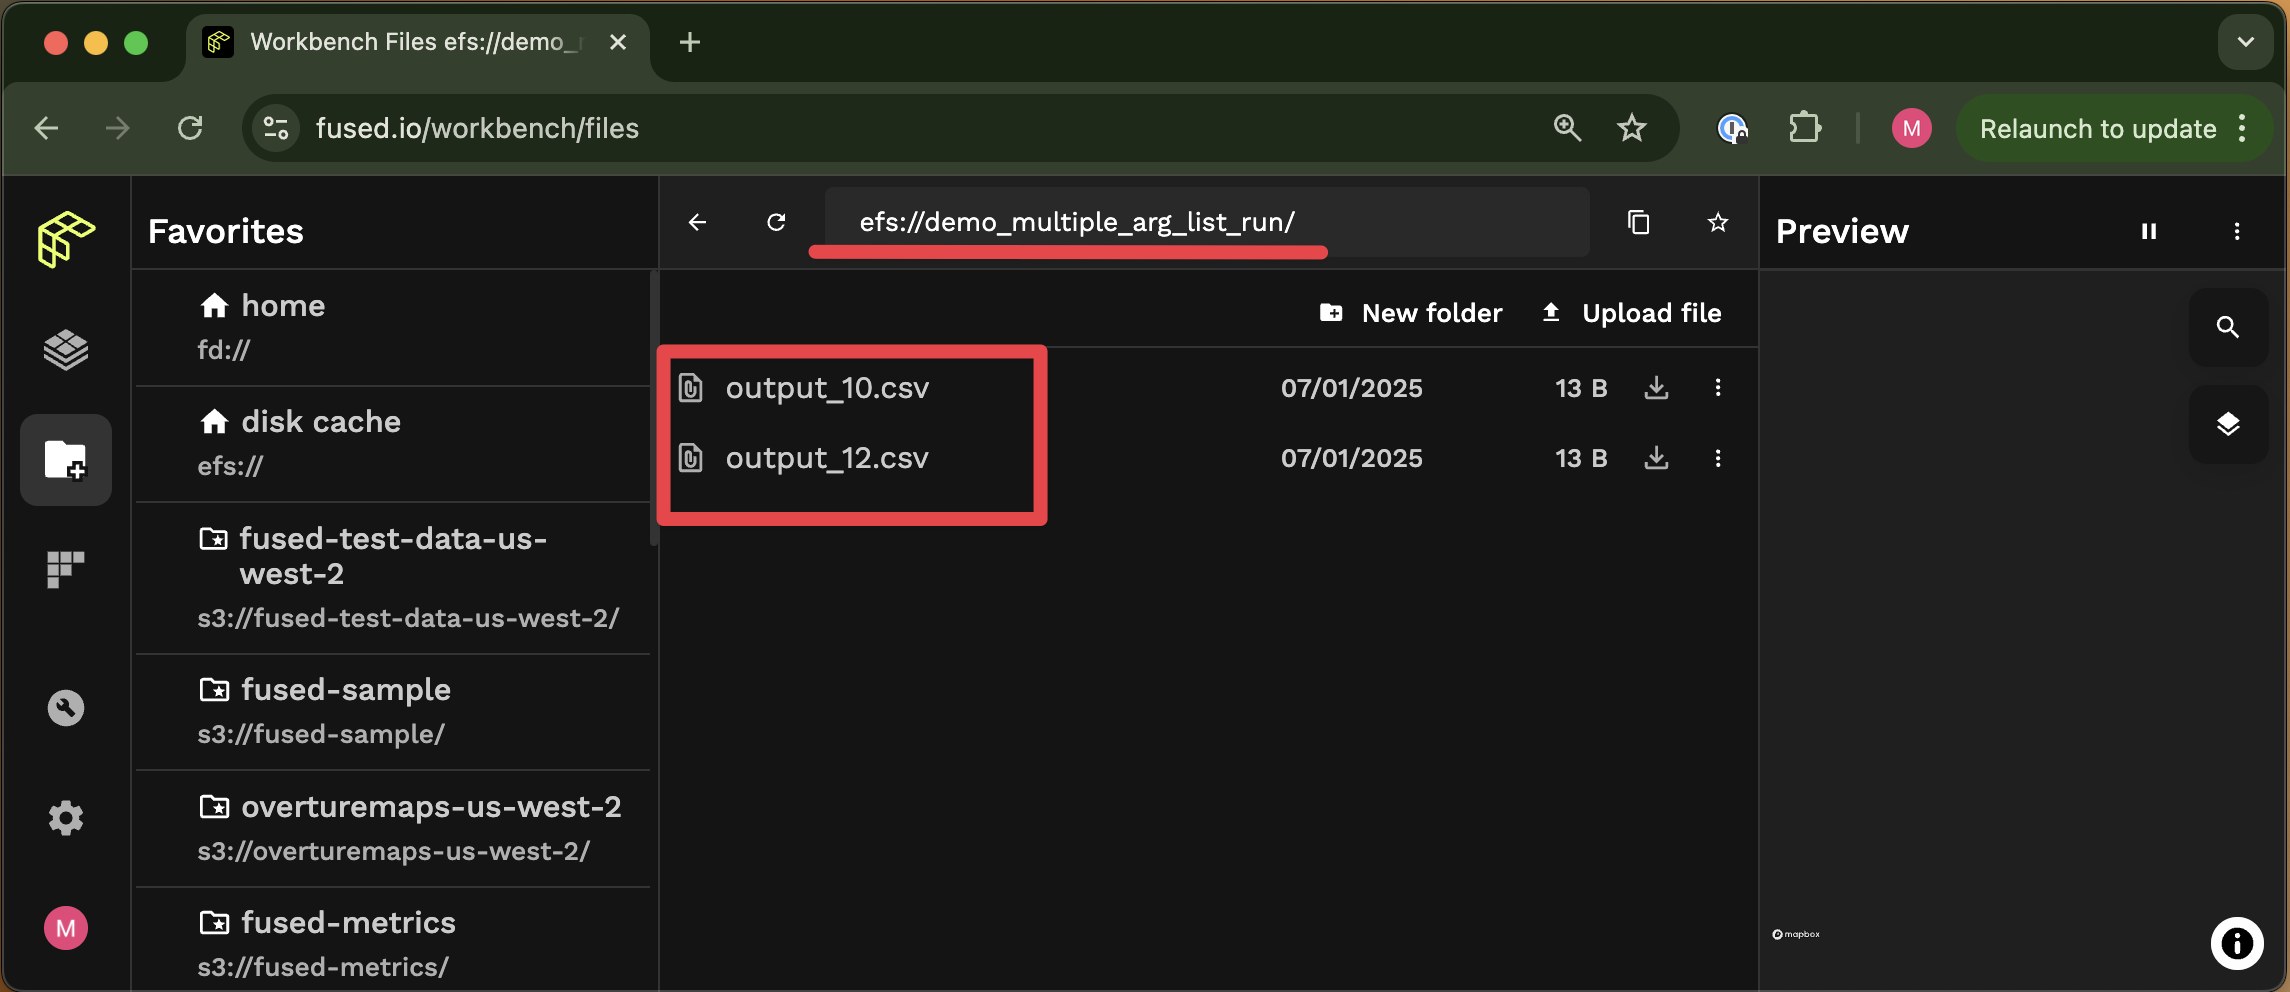 Workbench Files efs://demo_
fused.io/workbench/files
M
Relaunch to update
Favorites
efs://demo_multiple_arg_list_run/
Preview
home
fd://
disk cache
efs://
fused-test-data-us-
west-2
s3://fused-test-data-us-west-2/
fused-sample
s3://fused-sample/
overturemaps-us-west-2
s3://overturemaps-us-west-2/
fused-metrics
s3://fused-metrics/
M
New folder
Upload file
output_10.csv 07/01/2025 13 B
output_12.csv 07/01/2025 13 B
mapbox